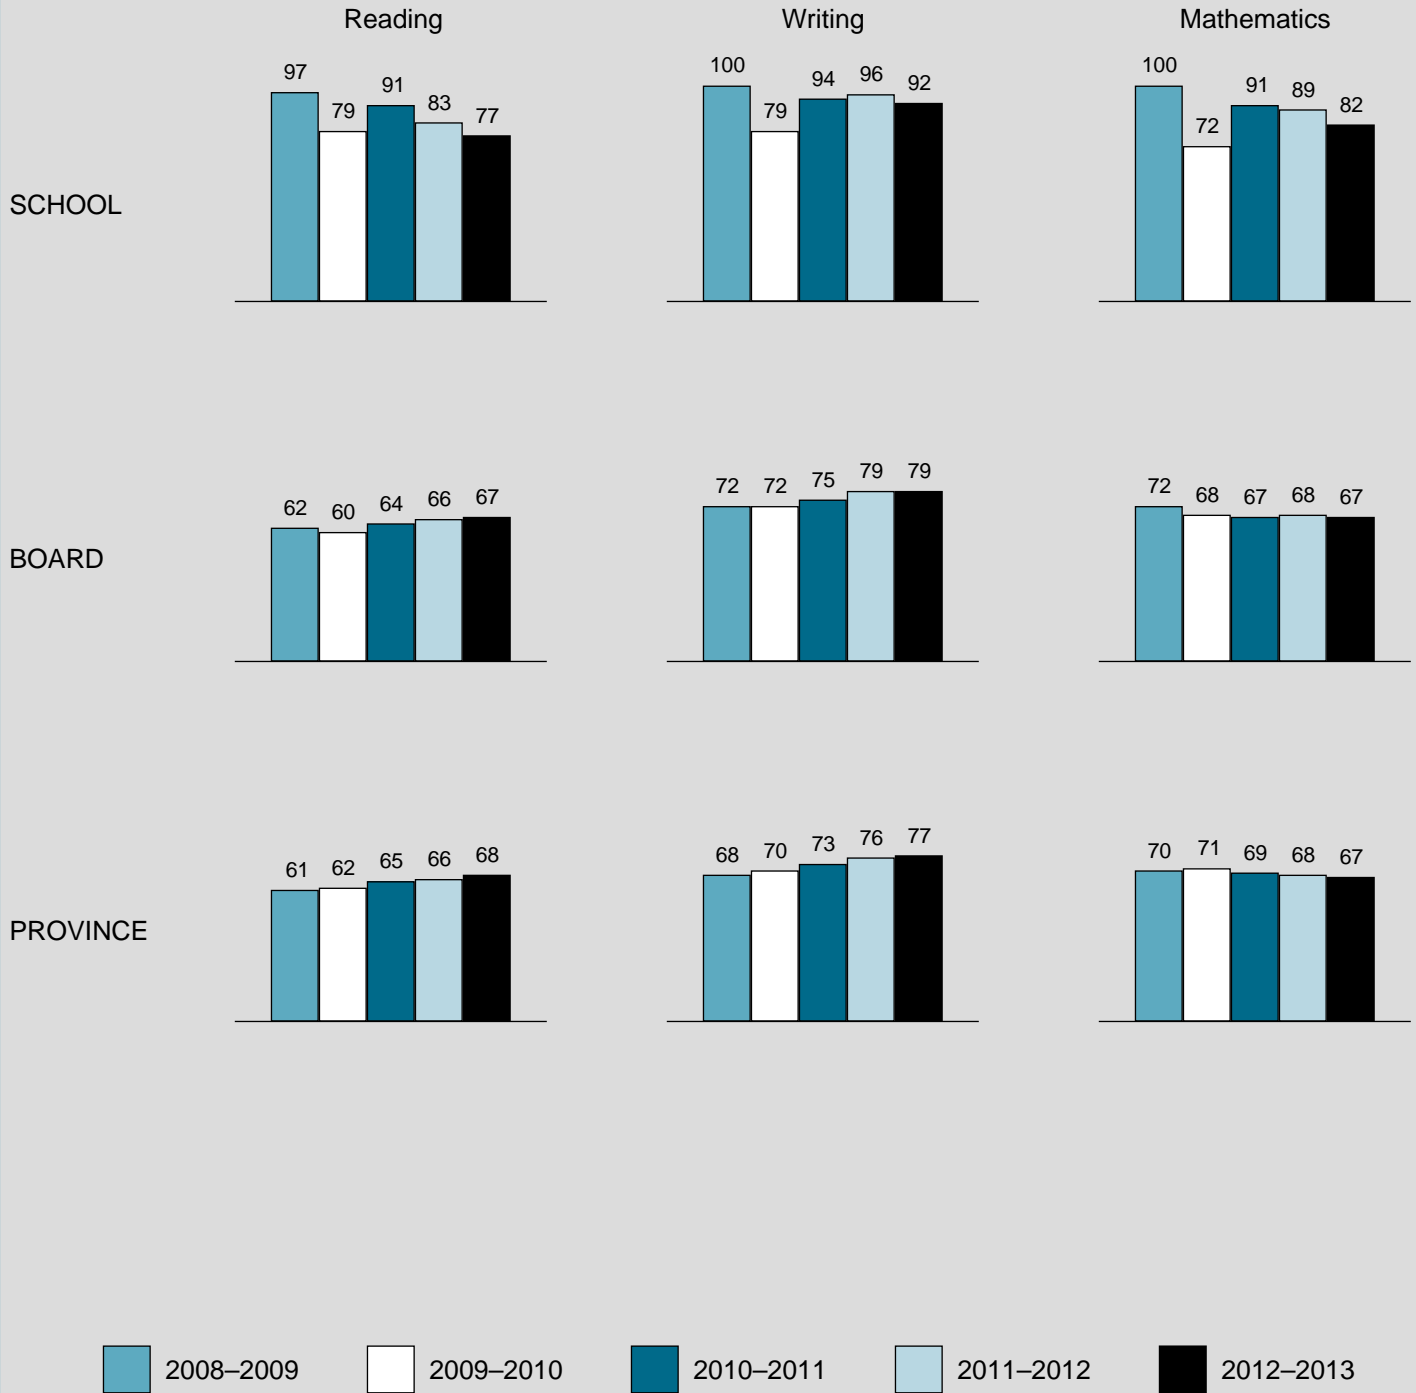 Reading Writing Mathematics
97 79 91 83 77
100 79 94 96 92
100 72 91 89 82
SCHOOL
62 60 64 66 67
72 72 75 79 79
72 68 67 68 67
BOARD
61 62 65 66 68
68 70 73 76 77
70 71 69 68 67
PROVINCE
2008–2009 2009–2010 2010–2011 2011–2012 2012–2013